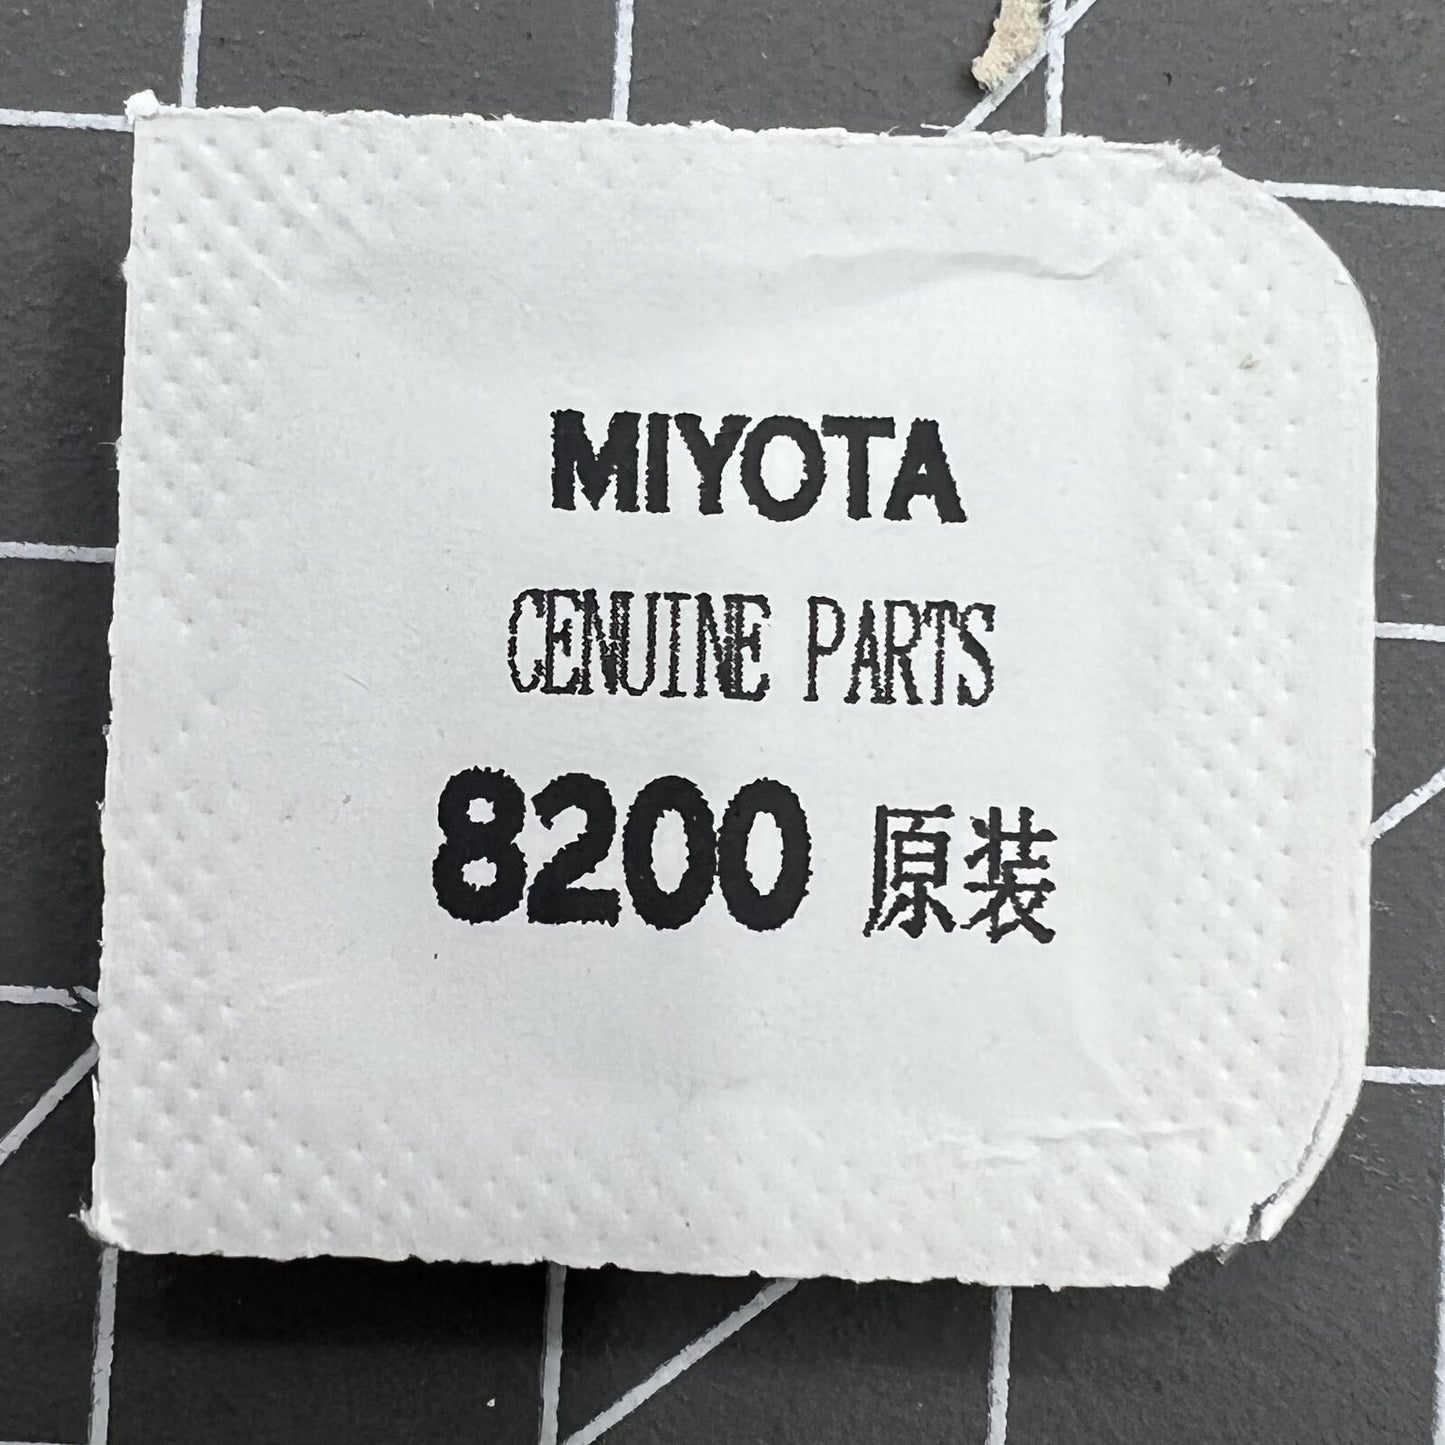 MIYOTA
CENUINE PARTS
8200 原装